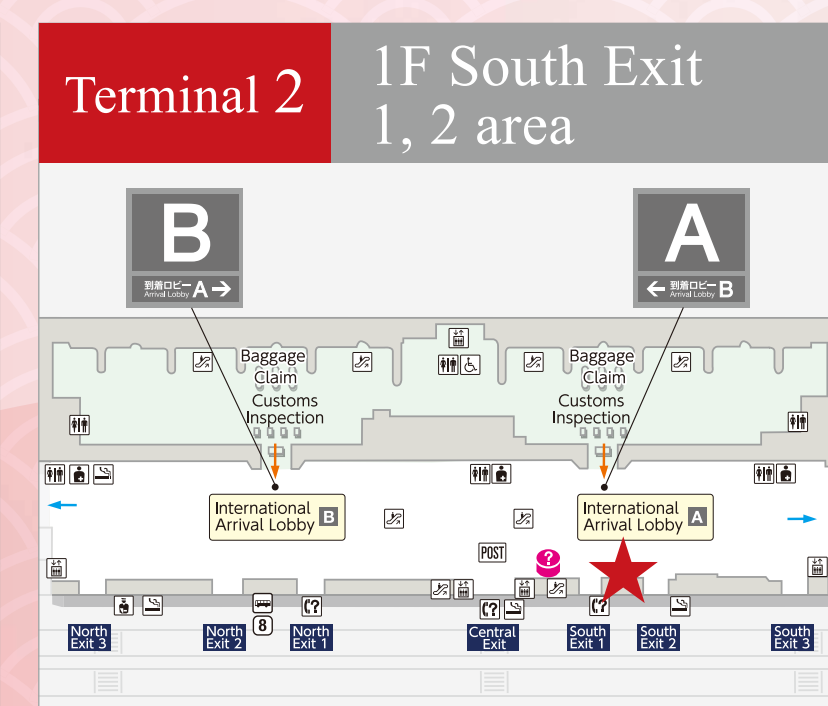 Terminal 2
1F South Exit
1, 2 area
B
到着ロビー
Arrival Lobby
A →
A
← 到着ロビー
Arrival Lobby
B
Baggage
Claim
Customs
Inspection
Baggage
Claim
Customs
Inspection
International
Arrival Lobby
B
International
Arrival Lobby
A
POST
?
?
?
?
8
North
Exit 3
North
Exit 2
North
Exit 1
Central
Exit
South
Exit 1
South
Exit 2
South
Exit 3